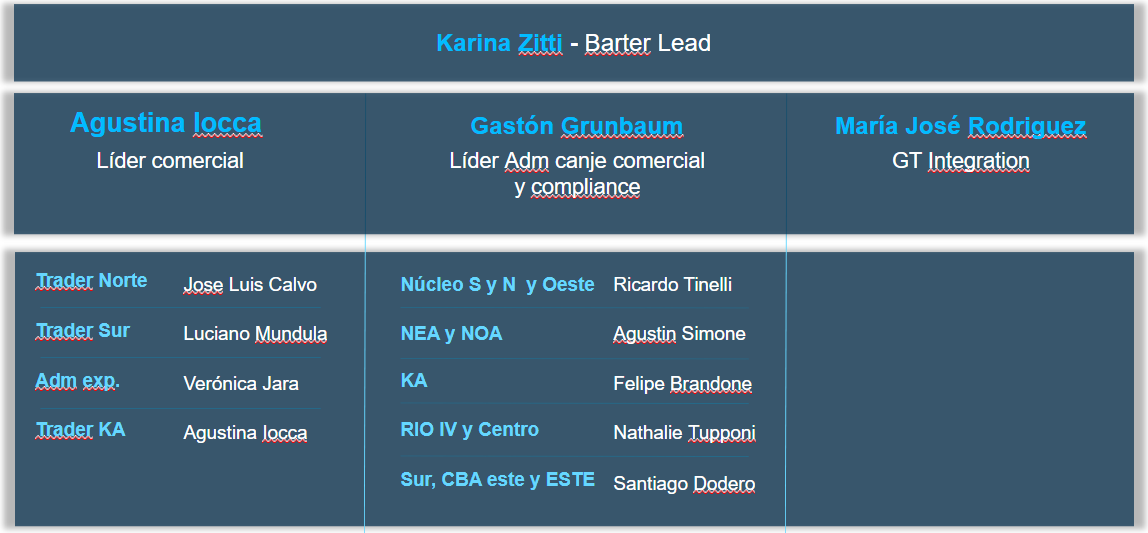 Karina Zitti - Barter Lead
Agustina Iocca
Líder comercial
Gastón Grunbaum
Líder Adm canje comercial
y compliance
María José Rodriguez
GT Integration
Trader Norte Jose Luis Calvo
Trader Sur Luciano Mundula
Adm exp. Verónica Jara
Trader KA Agustina Iocca
Núcleo S y N y Oeste Ricardo Tinelli
NEA y NOA Agustin Simone
KA Felipe Brandone
RIO IV y Centro Nathalie Tupponi
Sur, CBA este y ESTE Santiago Dodero